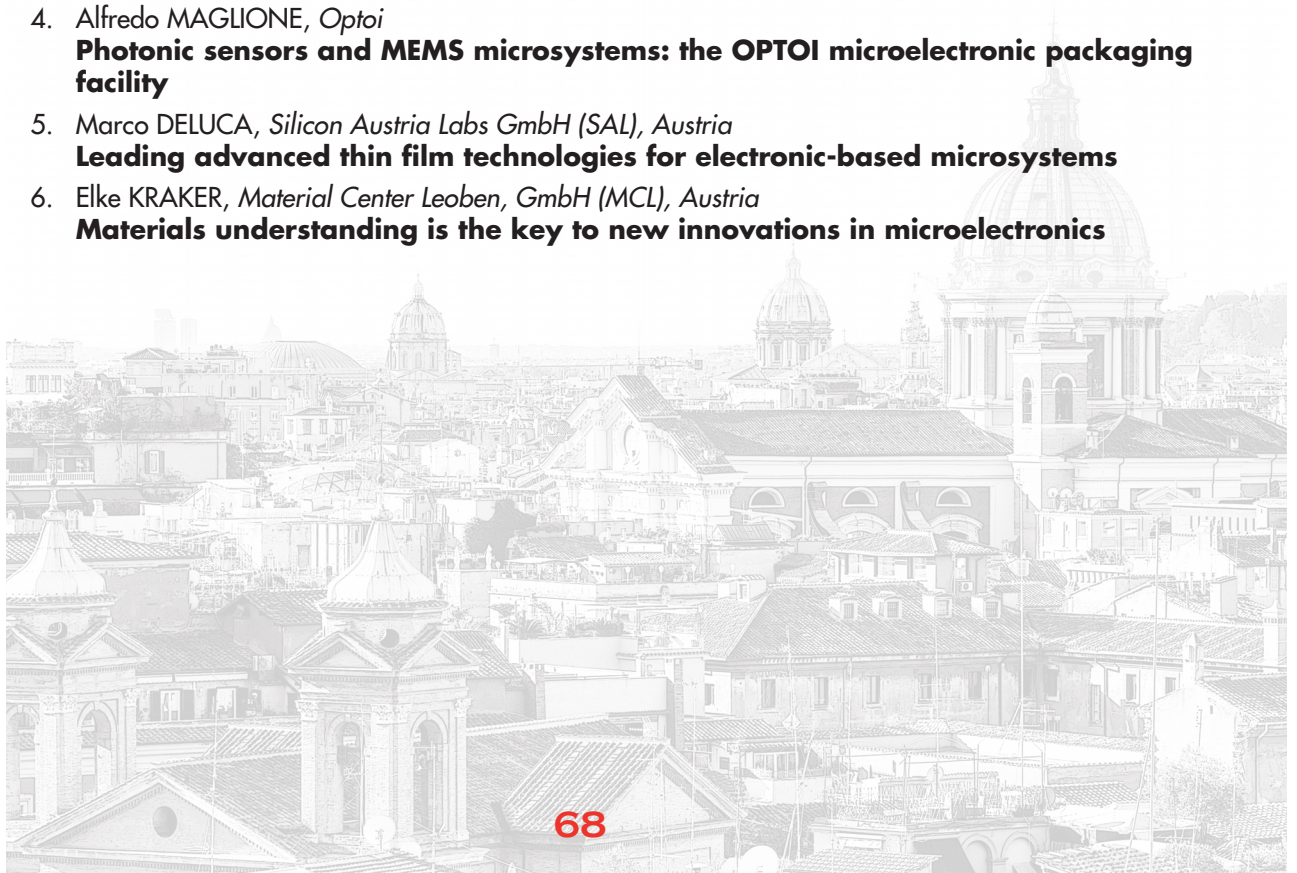 4. Alfredo MAGLIONE, Optoi
Photonic sensors and MEMS microsystems: the OPTOI microelectronic packaging
facility
5. Marco DELUCA, Silicon Austria Labs GmbH (SAL), Austria
Leading advanced thin film technologies for electronic-based microsystems
6. Elke KRAKER, Material Center Leoben, GmbH (MCL), Austria
Materials understanding is the key to new innovations in microelectronics
68